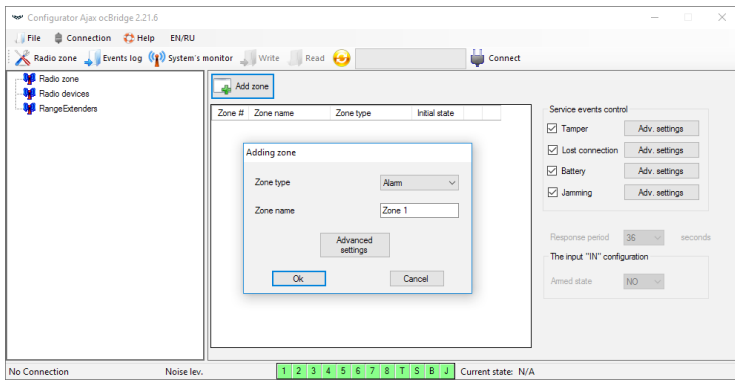 Configurator Ajax ocBridge 2.21.6
File Connection Help EN/RU
Radio zone Events log System's monitor Write Read Connect
Radio zone
Radio devices
RangeExtenders
Add zone
Zone # Zone name Zone type Initial state
Adding zone
Zone type Alarm
Zone name Zone 1
Advanced settings
Ok Cancel
Service events control
Tamper Adv. settings
Lost connection Adv. settings
Battery Adv. settings
Jamming Adv. settings
Response period 36 seconds
The input "IN" configuration
Armed state NO
No Connection Noise lev. 1 2 3 4 5 6 7 8 T S B J Current state: N/A